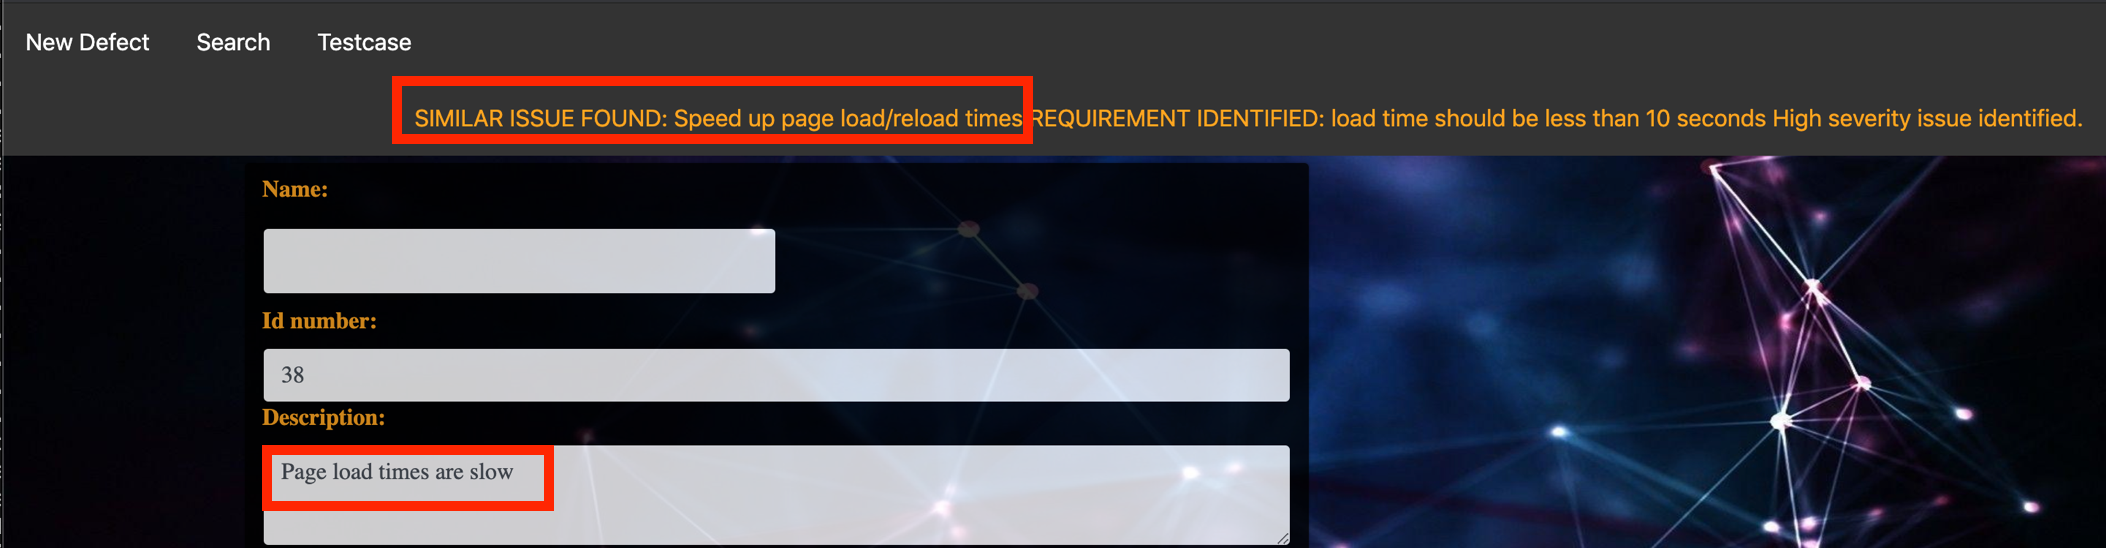 New Defect Search Testcase
SIMILAR ISSUE FOUND: Speed up page load/reload times REQUIREMENT IDENTIFIED: load time should be less than 10 seconds High severity issue identified.
Name:
Id number:
38
Description:
Page load times are slow